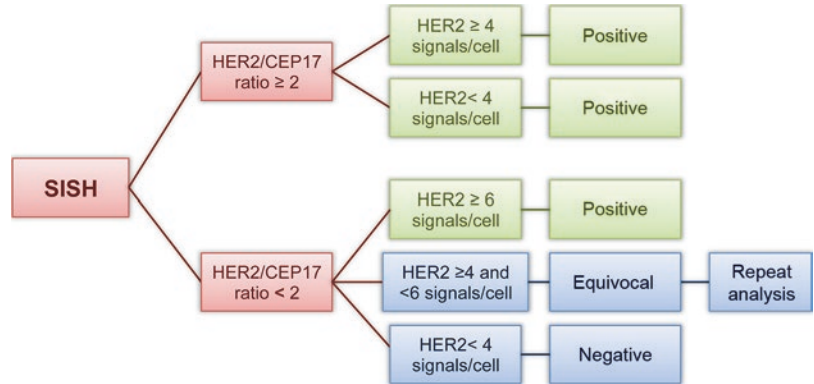 SISH
HER2/CEP17
ratio ≥ 2
HER2 ≥ 4
signals/cell
Positive
HER2< 4
signals/cell
Positive
HER2/CEP17
ratio < 2
HER2 ≥ 6
signals/cell
Positive
HER2 ≥4 and
<6 signals/cell
Equivocal
Repeat
analysis
HER2< 4
signals/cell
Negative